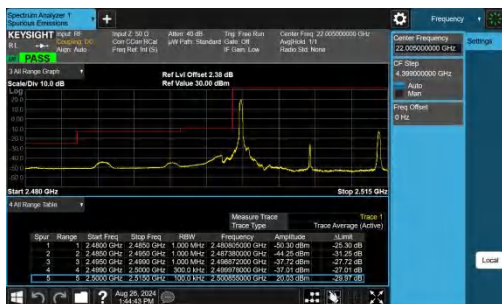 Spectrum Analyzer 1
Spurious Emissions
+
Frequency
KEYSIGHT Input: RF Input Z: 50 Ω Atten: 40 dB Trig: Free Run Center Freq: 22.005000000 GHz
RL Coupling: DC Corr CCorr RCal µW Path: Standard Gate: Off Avg|Hold: 1/1
Align: Auto Freq Ref: Int (S) IF Gain: Low Radio Std: None
PASS
Center Frequency
22.005000000 GHz
Settings
CF Step
4.399000000 GHz
Auto
Man
Freq Offset
0 Hz
3 All Range Graph
Ref Lvl Offset 2.38 dB
Scale/Div 10.0 dB Ref Value 30.00 dBm
Log
Start 2.480 GHz Stop 2.515 GHz
4 All Range Table
Measure Trace Trace 1
Trace Type Trace Average (Active)
Spur Range Start Freq Stop Freq RBW Frequency Amplitude ΔLimit
1 1 2.4800 GHz 2.4850 GHz 1.000 MHz 2.480805000 GHz -50.30 dBm -25.30 dB
2 2 2.4850 GHz 2.4950 GHz 1.000 MHz 2.487380000 GHz -44.25 dBm -31.25 dB
3 3 2.4950 GHz 2.4990 GHz 1.000 MHz 2.498872000 GHz -37.72 dBm -27.72 dB
4 4 2.4990 GHz 2.5000 GHz 300.0 kHz 2.499978000 GHz -37.01 dBm -27.01 dB
5 5 2.5000 GHz 2.5150 GHz 100.0 kHz 2.500855000 GHz 20.03 dBm -29.97 dB
Local
Aug 26, 2024
1:44:43 PM